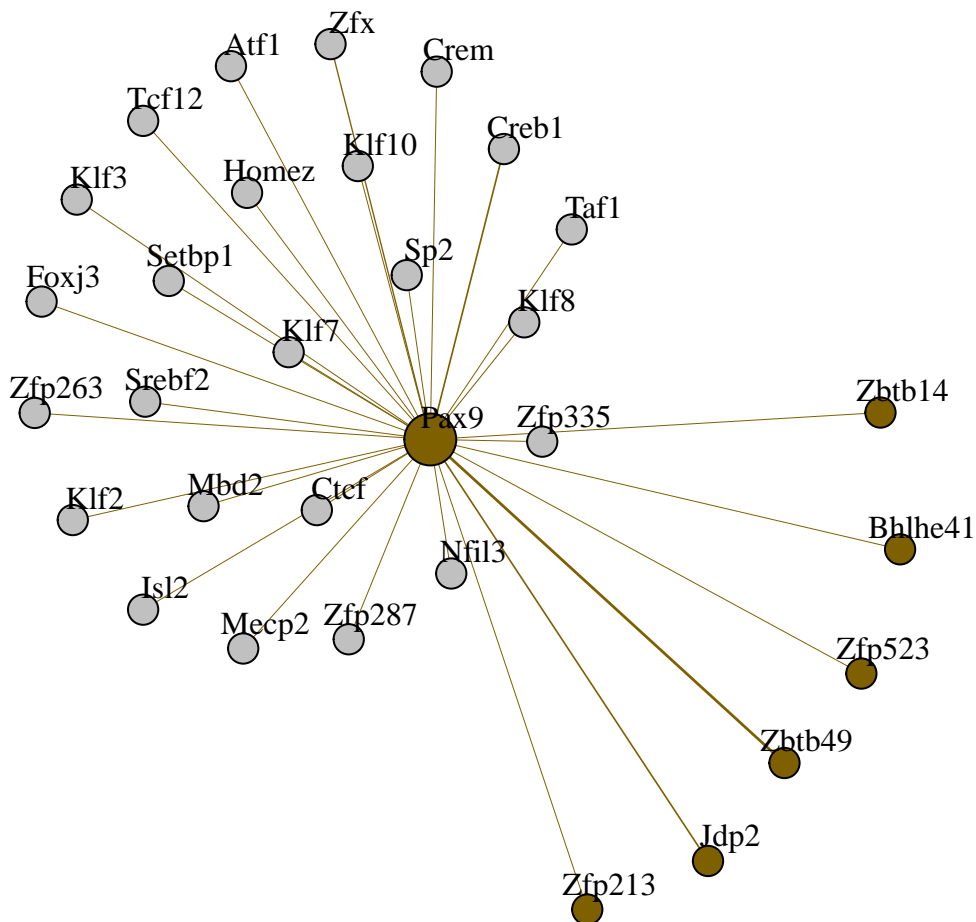 Zfx
Atf1
Crem
Tcf12
Creb1
Klf10
Homez
Klf3
Taf1
Sp2
Setbp1
Foxj3
Klf8
Klf7
Srebf2
Zfp263
Zbtb14
Pax9
Zfp335
Mbd2
Ctcf
Klf2
Bhlhe41
Nfil3
Isl2
Zfp287
Mecp2
Zfp523
Zbtb49
Jdp2
Zfp213